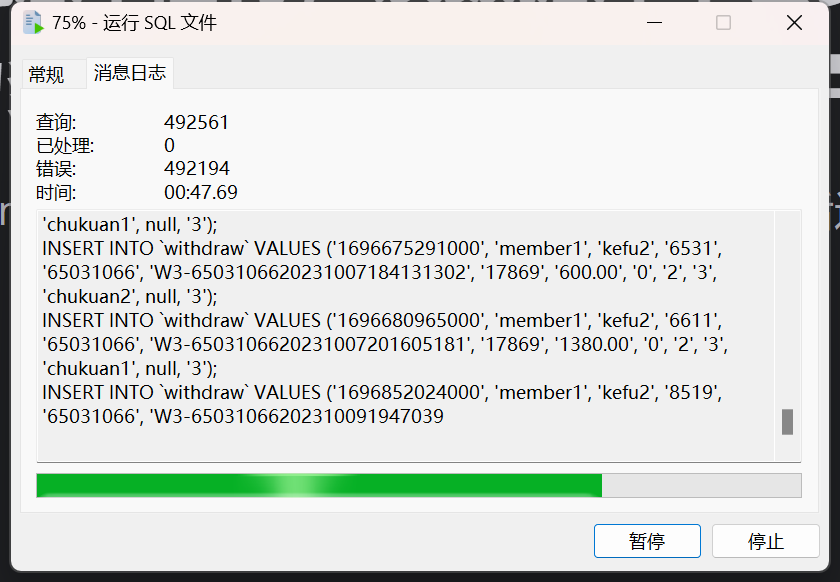 75% - 运行 SQL 文件
常规
消息日志
查询: 492561
已处理: 0
错误: 492194
时间: 00:47.69
'chukuan1', null, '3');
INSERT INTO `withdraw` VALUES ('1696675291000', 'member1', 'kefu2', '6531',
'65031066', 'W3-6503106620231007184131302', '17869', '600.00', '0', '2', '3',
'chukuan2', null, '3');
INSERT INTO `withdraw` VALUES ('1696680965000', 'member1', 'kefu2', '6611',
'65031066', 'W3-6503106620231007201605181', '17869', '1380.00', '0', '2', '3',
'chukuan1', null, '3');
INSERT INTO `withdraw` VALUES ('1696852024000', 'member1', 'kefu2', '8519',
'65031066', 'W3-65031066202310091947039
暂停
停止